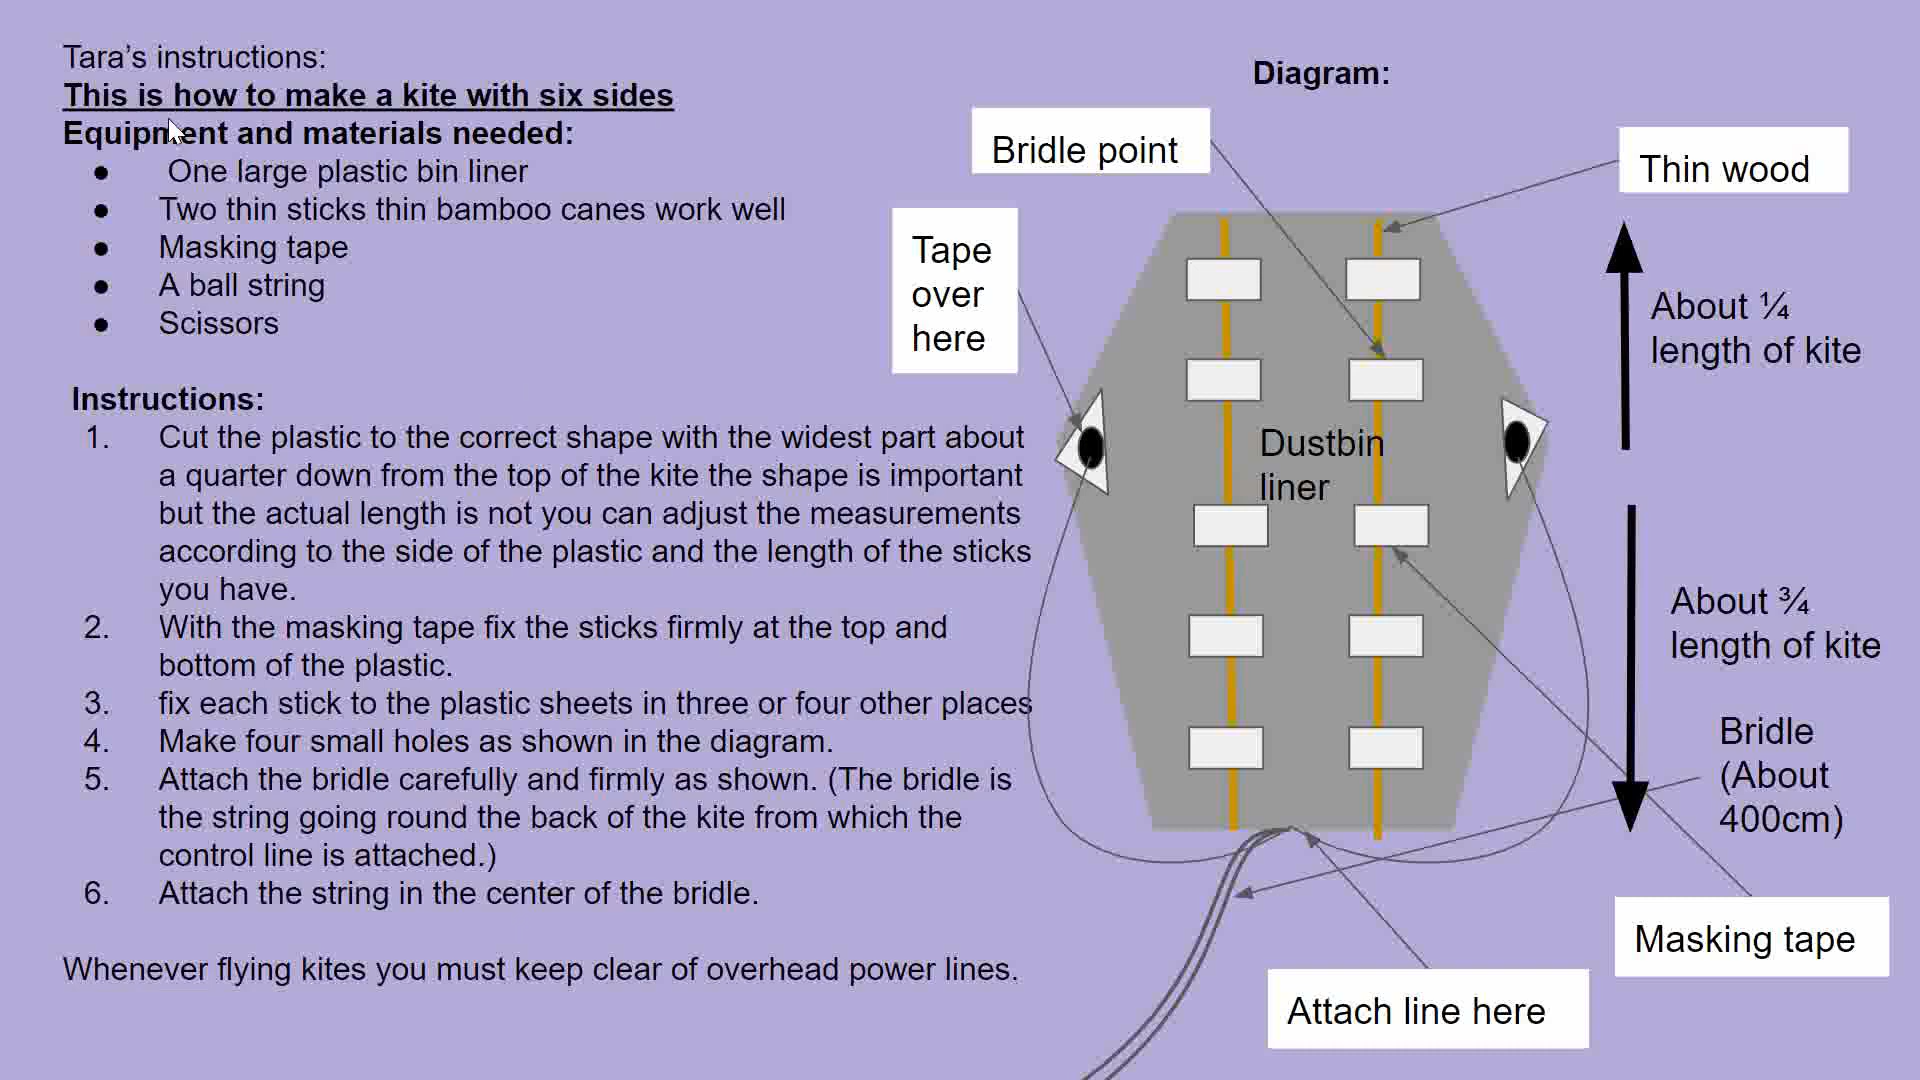 Tara’s instructions:
This is how to make a kite with six sides
Equipment and materials needed:
● One large plastic bin liner
● Two thin sticks thin bamboo canes work well
● Masking tape
● A ball string
● Scissors
Instructions:
1. Cut the plastic to the correct shape with the widest part about
a quarter down from the top of the kite the shape is important
but the actual length is not you can adjust the measurements
according to the side of the plastic and the length of the sticks
you have.
2. With the masking tape fix the sticks firmly at the top and
bottom of the plastic.
3. fix each stick to the plastic sheets in three or four other places
4. Make four small holes as shown in the diagram.
5. Attach the bridle carefully and firmly as shown. (The bridle is
the string going round the back of the kite from which the
control line is attached.)
6. Attach the string in the center of the bridle.
Whenever flying kites you must keep clear of overhead power lines.
Diagram:
Bridle point
Thin wood
Tape
over
here
About ¼
length of kite
Dustbin
liner
About ¾
length of kite
Bridle
(About
400cm)
Masking tape
Attach line here